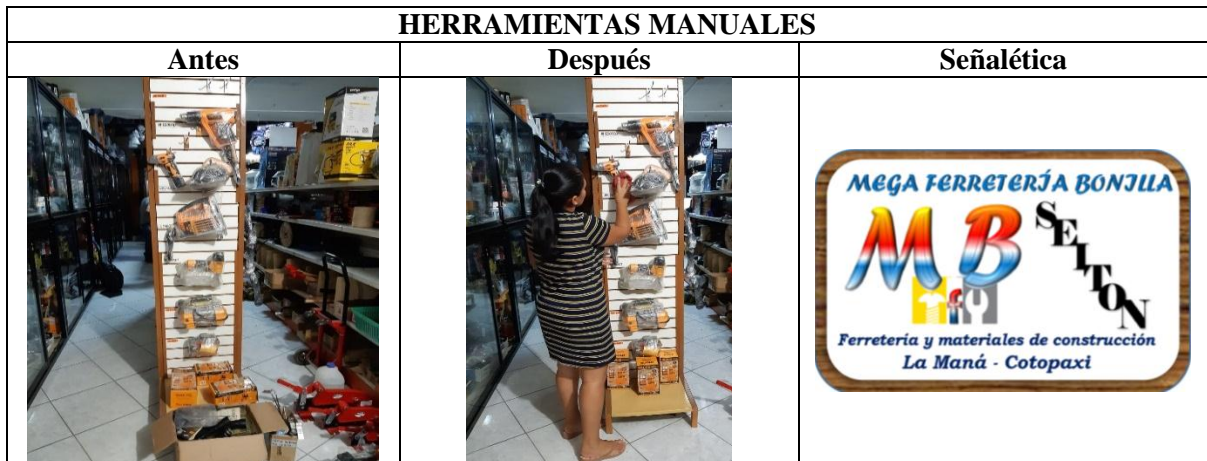 HERRAMIENTAS MANUALES
Antes
Después
Señalética
MEGA FERRETERÍA BONILLA
MB
SEITON
f
Ferretería y materiales de construcción
La Maná - Cotopaxi